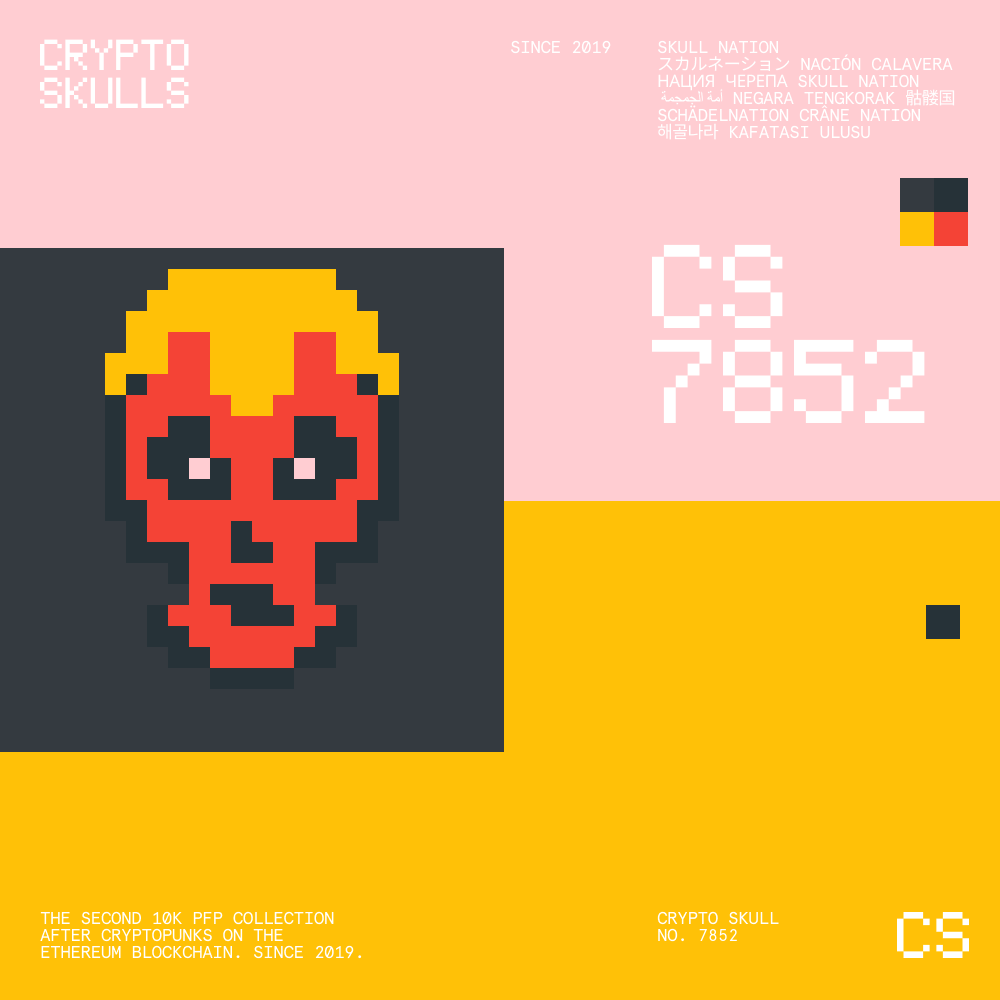 CRYPTO
SKULLS
SINCE 2019
SKULL NATION
スカルネーション NACIÓN CALAVERA
НАЦИЯ ЧЕРЕПА SKULL NATION
أمة الجمجمة NEGARA TENGKORAK 骷髅国
SCHÄDELNATION CRÂNE NATION
해골나라 KAFATASI ULUSU
CS
7852
THE SECOND 10K PFP COLLECTION
AFTER CRYPTOPUNKS ON THE
ETHEREUM BLOCKCHAIN. SINCE 2019.
CRYPTO SKULL
NO. 7852
CS